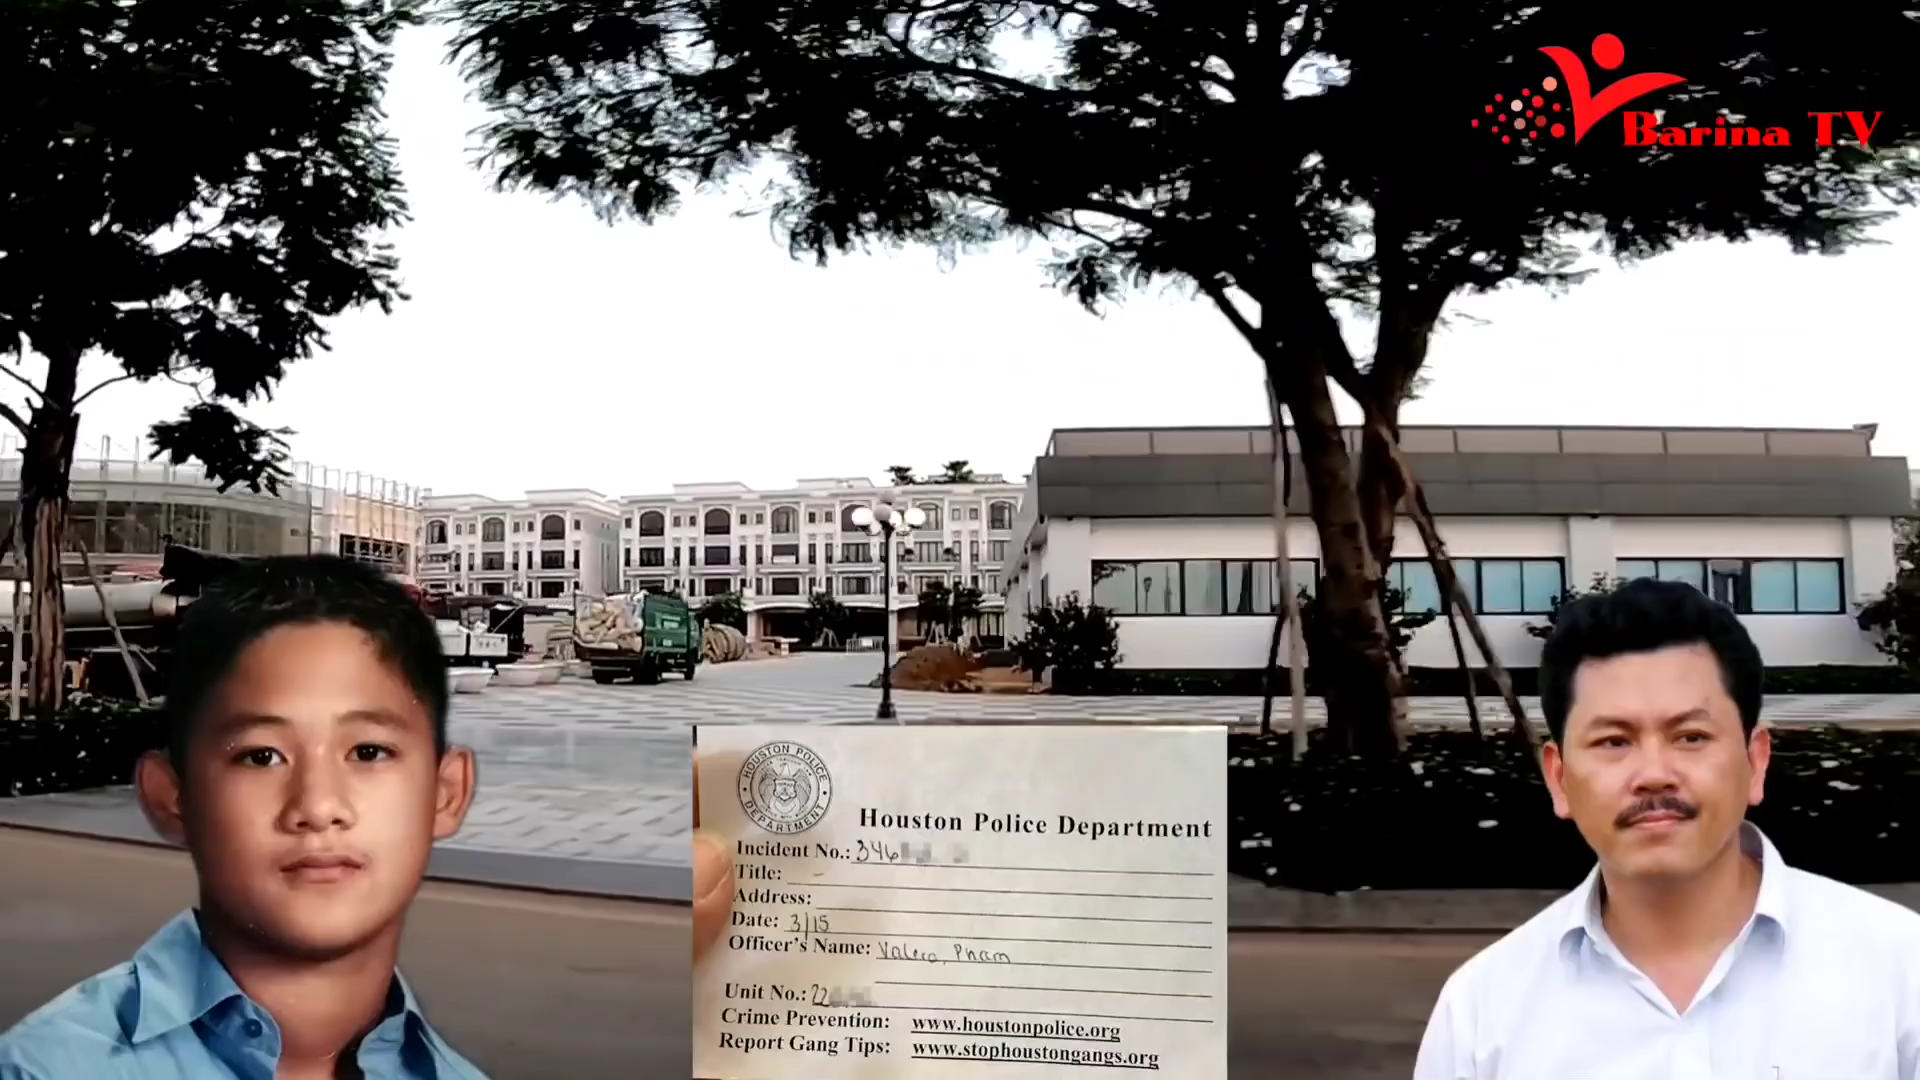 Barina TV
HOUSTON POLICE DEPARTMENT
Houston Police Department
Incident No.: 346
Title:
Address:
Date: 3/15
Officer's Name: Valero, Pham
Unit No.: 22
Crime Prevention: www.houstonpolice.org
Report Gang Tips: www.stophoustongangs.org